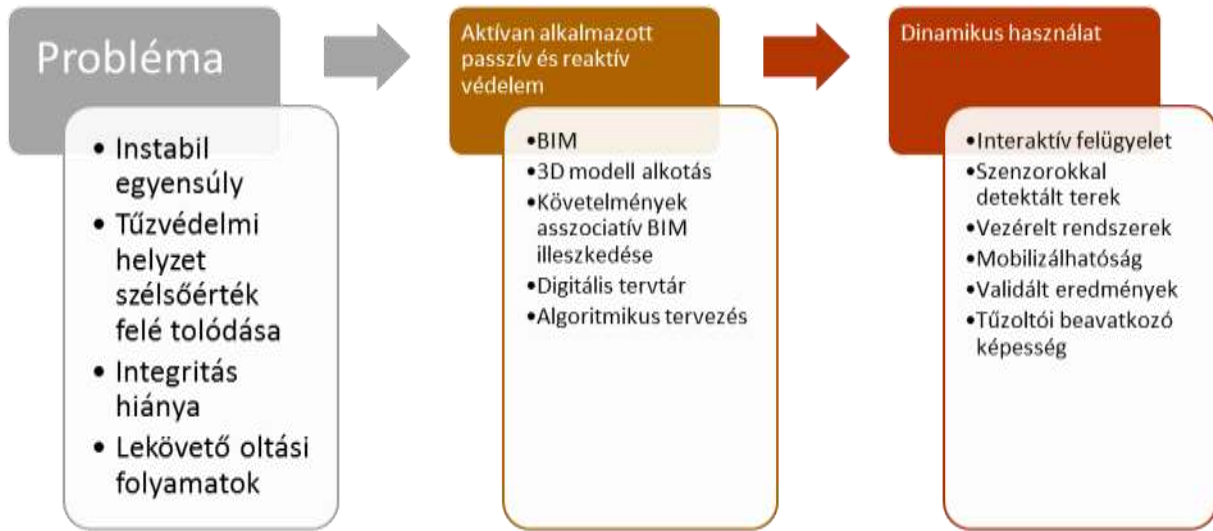 Probléma
• Instabil
egyensúly
• Tűzvédelmi
helyzet
szélsőérték
felé tolódása
• Integritás
hiánya
• Lekövető oltási
folyamatok
Aktívan alkalmazott
passzív és reaktív
védelem
•BIM
•3D modell alkotás
•Követelmények
asszociatív BIM
illeszkedése
•Digitális tervtár
•Algoritmikus tervezés
Dinamikus használat
•Interaktív felügyelet
•Szenzorokkal
detektált terek
•Vezérelt rendszerek
•Mobilizálhatóság
•Validált eredmények
•Tűzoltói beavatkozó
képesség